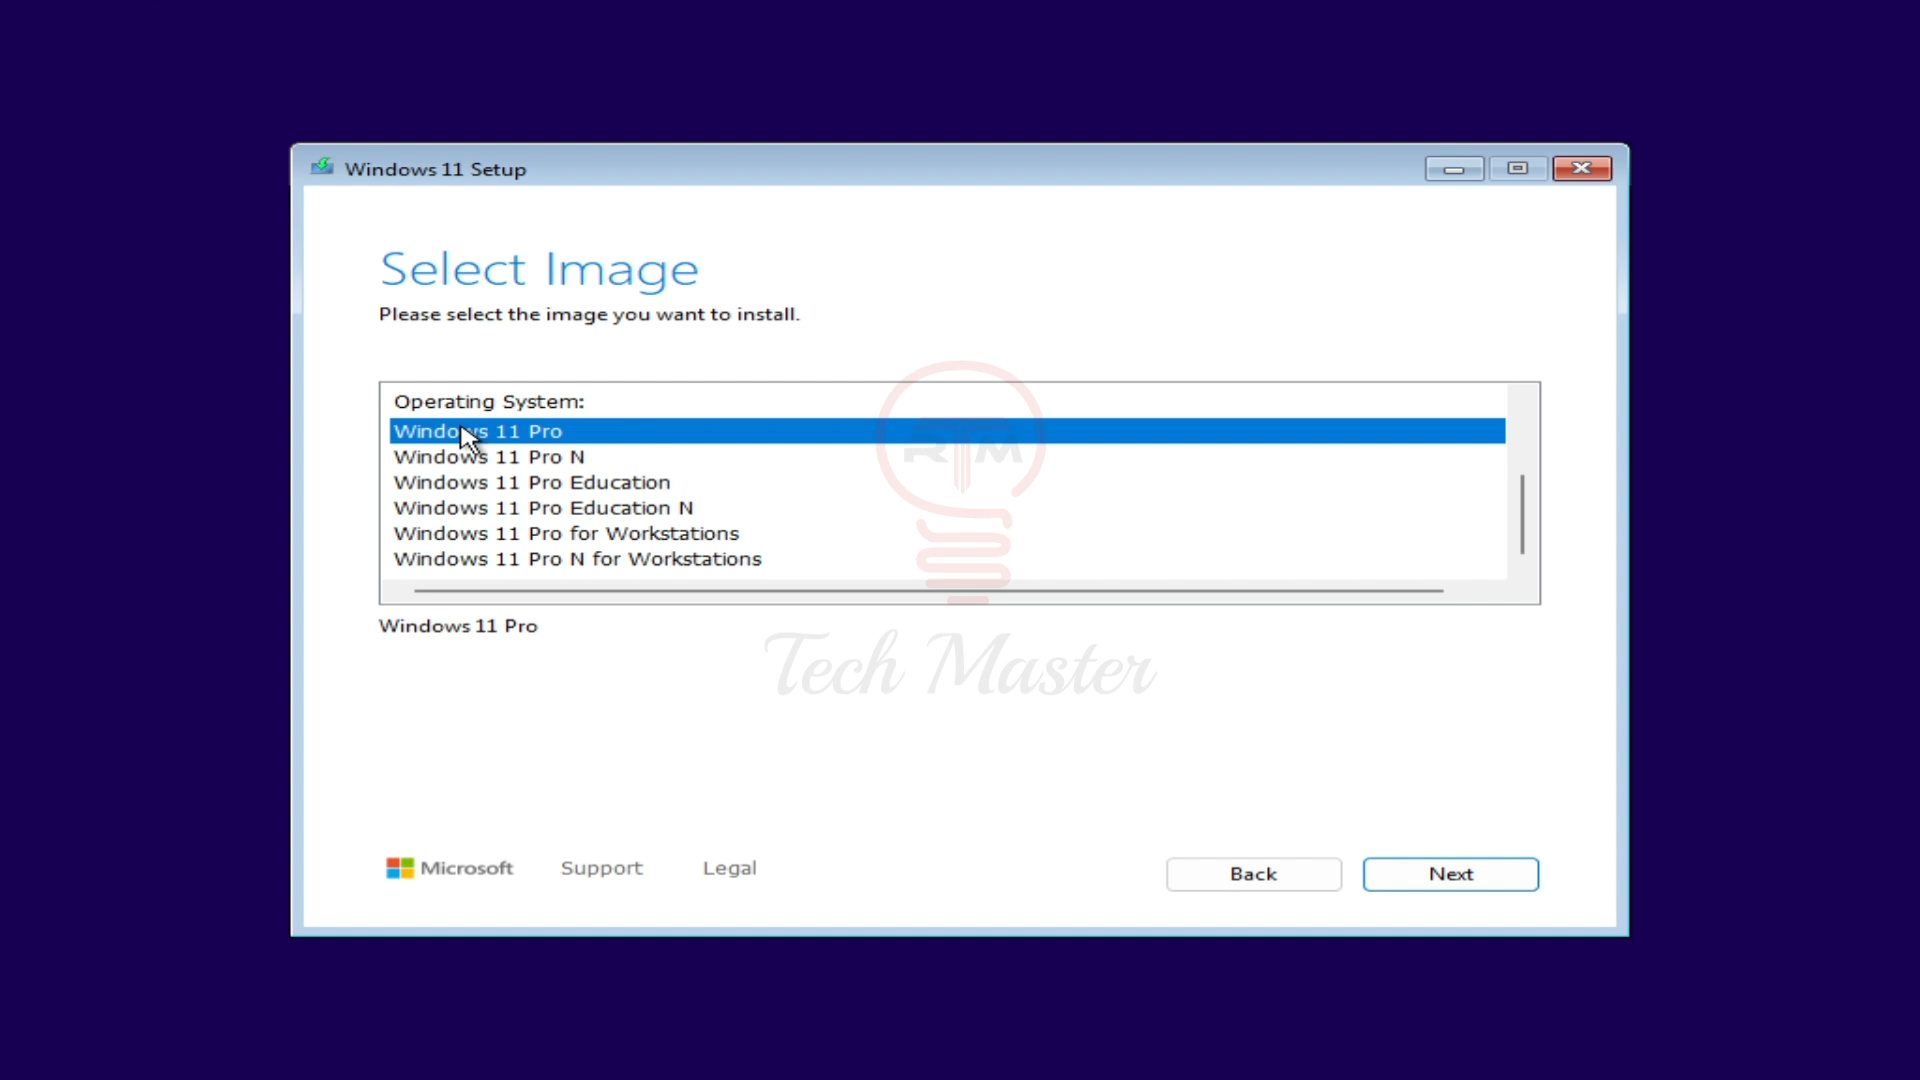 Windows 11 Setup
Select Image
Please select the image you want to install.
Operating System:
Windows 11 Pro
Windows 11 Pro N
Windows 11 Pro Education
Windows 11 Pro Education N
Windows 11 Pro for Workstations
Windows 11 Pro N for Workstations
RTM
Windows 11 Pro
Tech Master
Microsoft Support Legal
Back Next